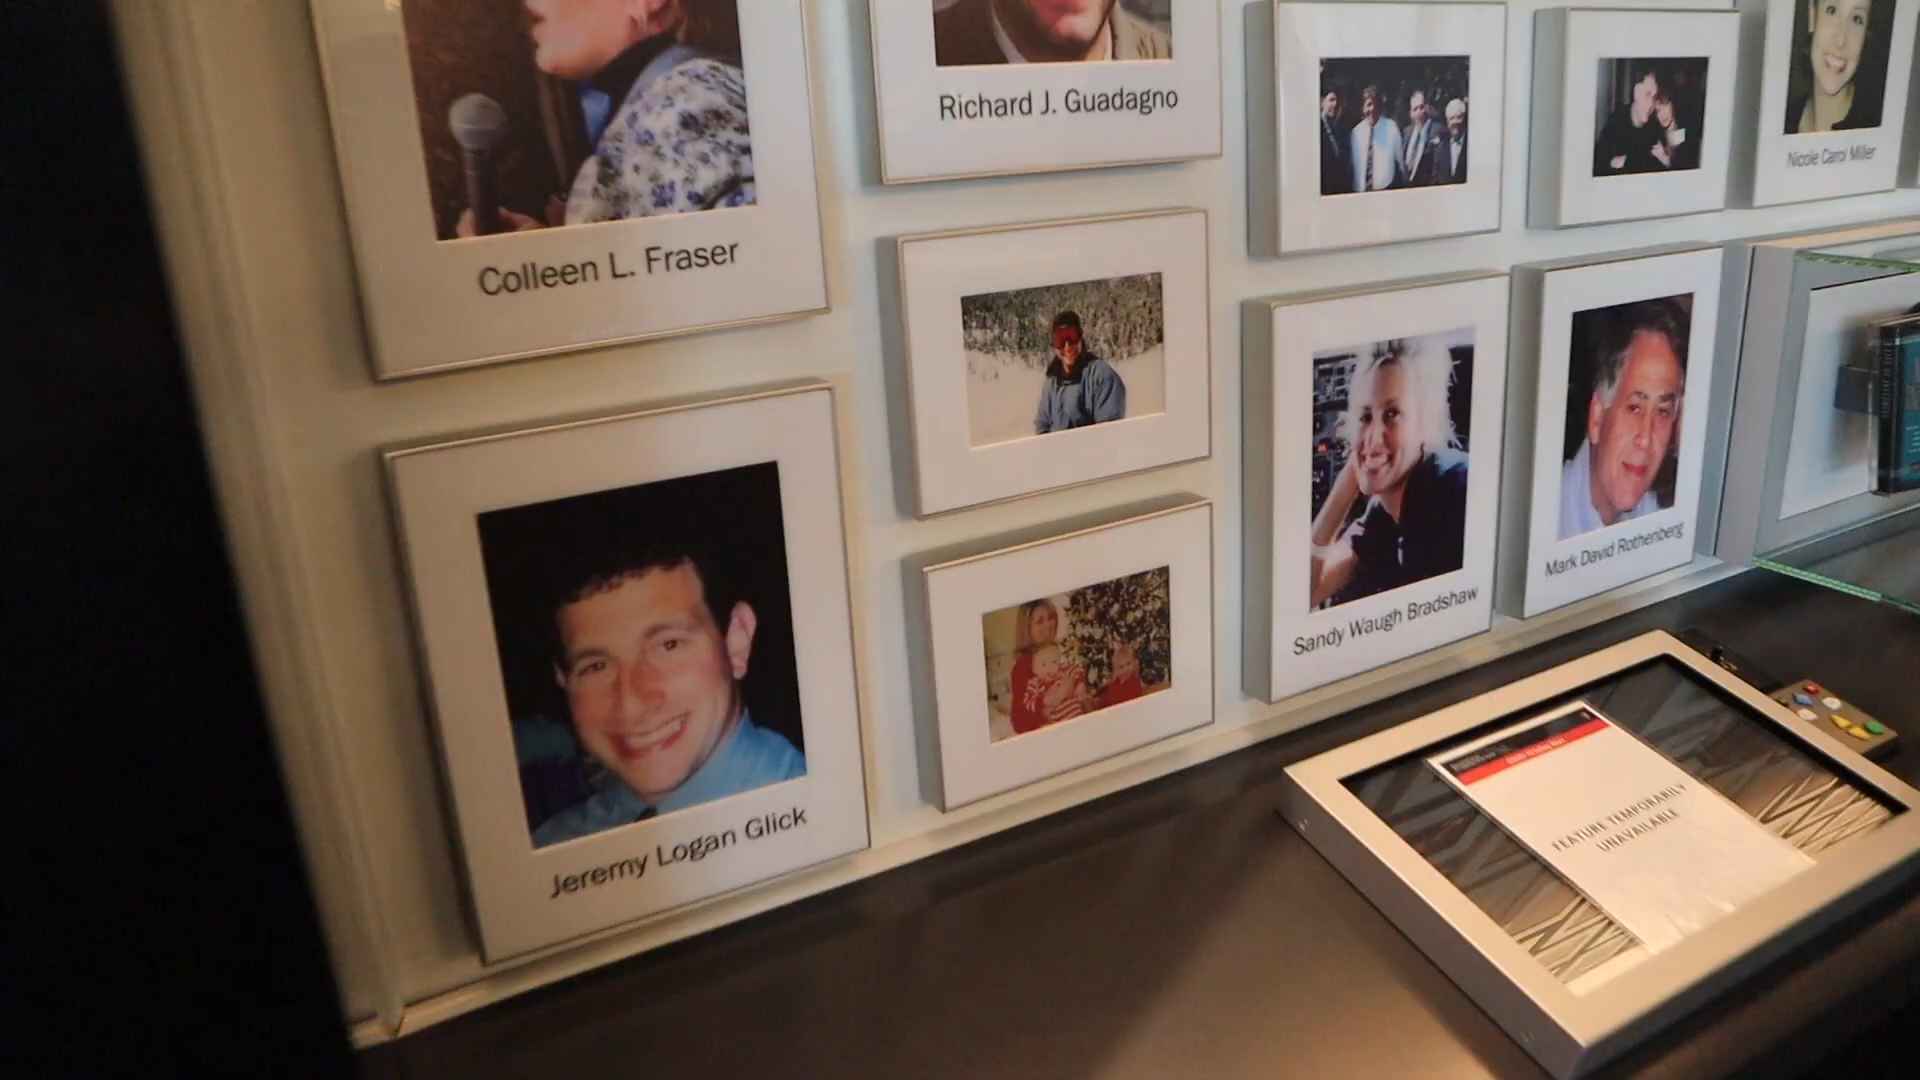 Colleen L. Fraser
Richard J. Guadagno
Nicole Carol Miller
Jeremy Logan Glick
Sandy Waugh Bradshaw
Mark David Rothenberg
FEATURE TEMPORARILY
UNAVAILABLE